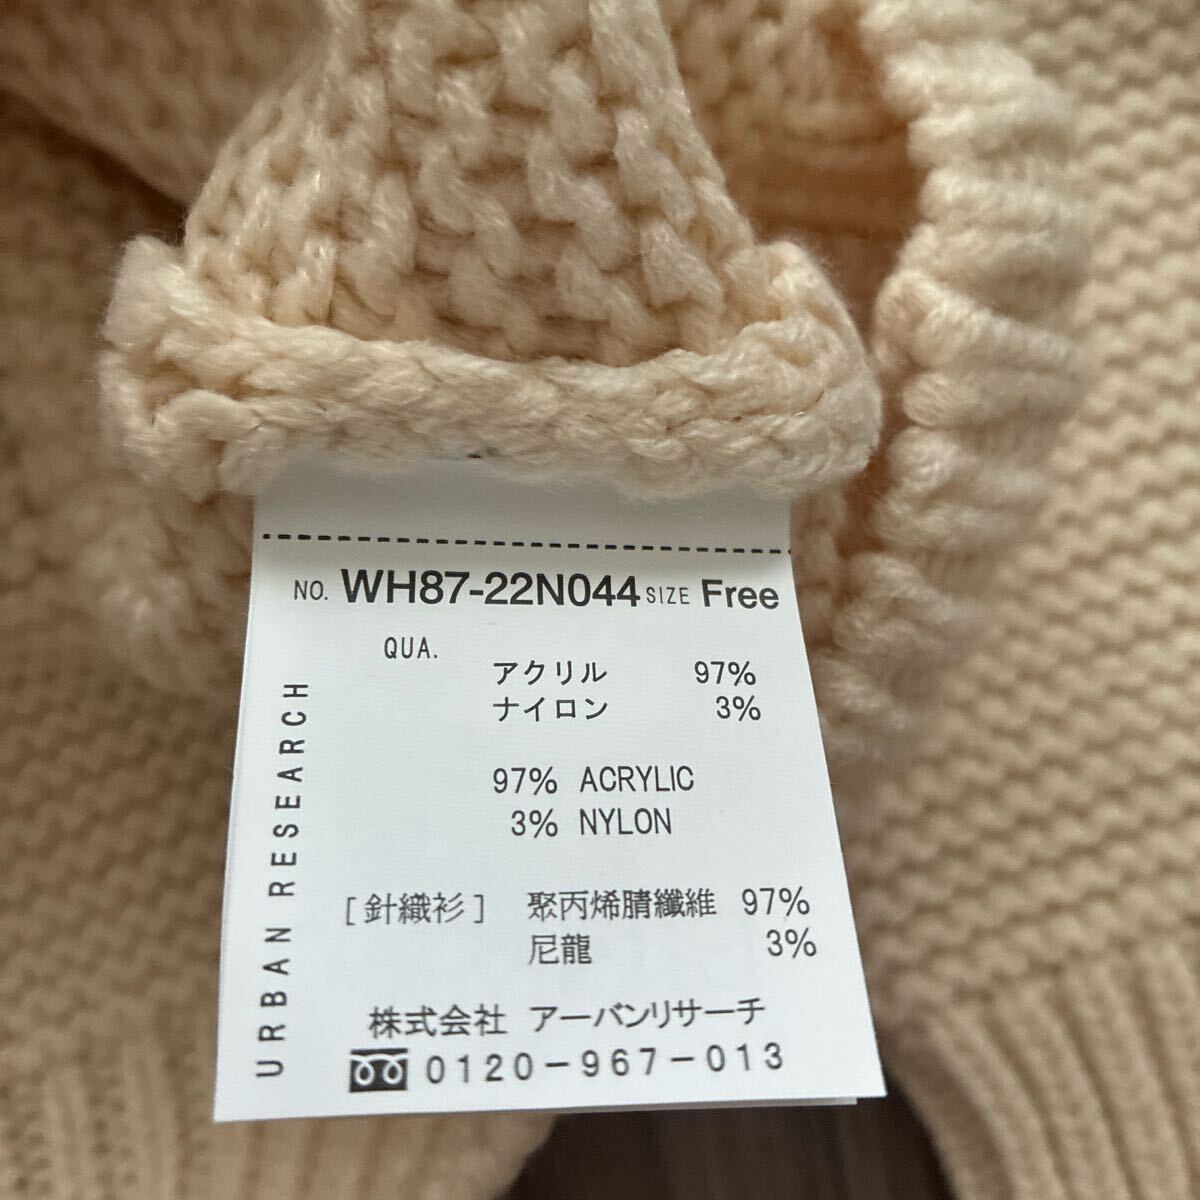 NO. WH87-22N044 SIZE Free
QUA.
アクリル 97%
ナイロン 3%
97% ACRYLIC
3% NYLON
[針織衫] 聚丙烯腈纖維 97%
尼龍 3%
株式会社 アーバンリサーチ
0120-967-013
URBAN RESEARCH